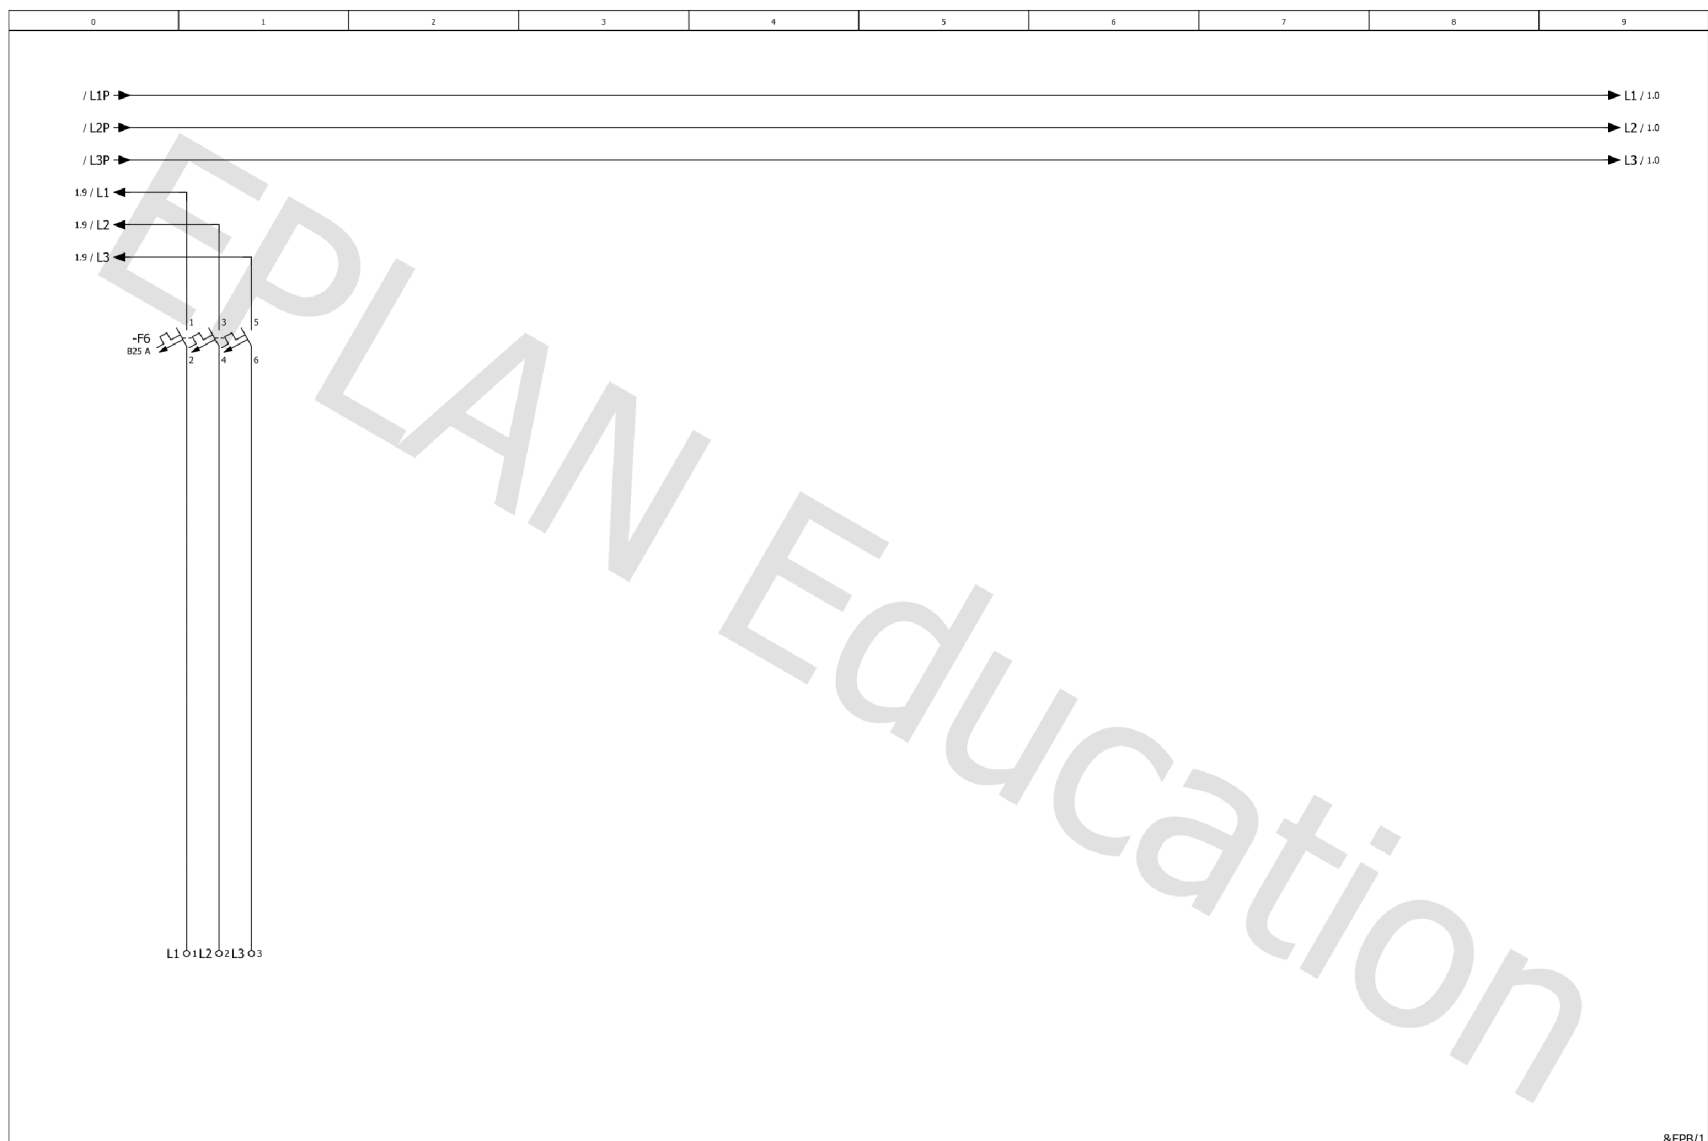 0 1 2 3 4 5 6 7 8 9
/ L1P L1 / 1.0
/ L2P L2 / 1.0
/ L3P L3 / 1.0
1.9 / L1
1.9 / L2
1.9 / L3
1 3 5
-F6
B25 A
2 4 6
L1 1 L2 2 L3 3
EPLAN Education
&EPB/1